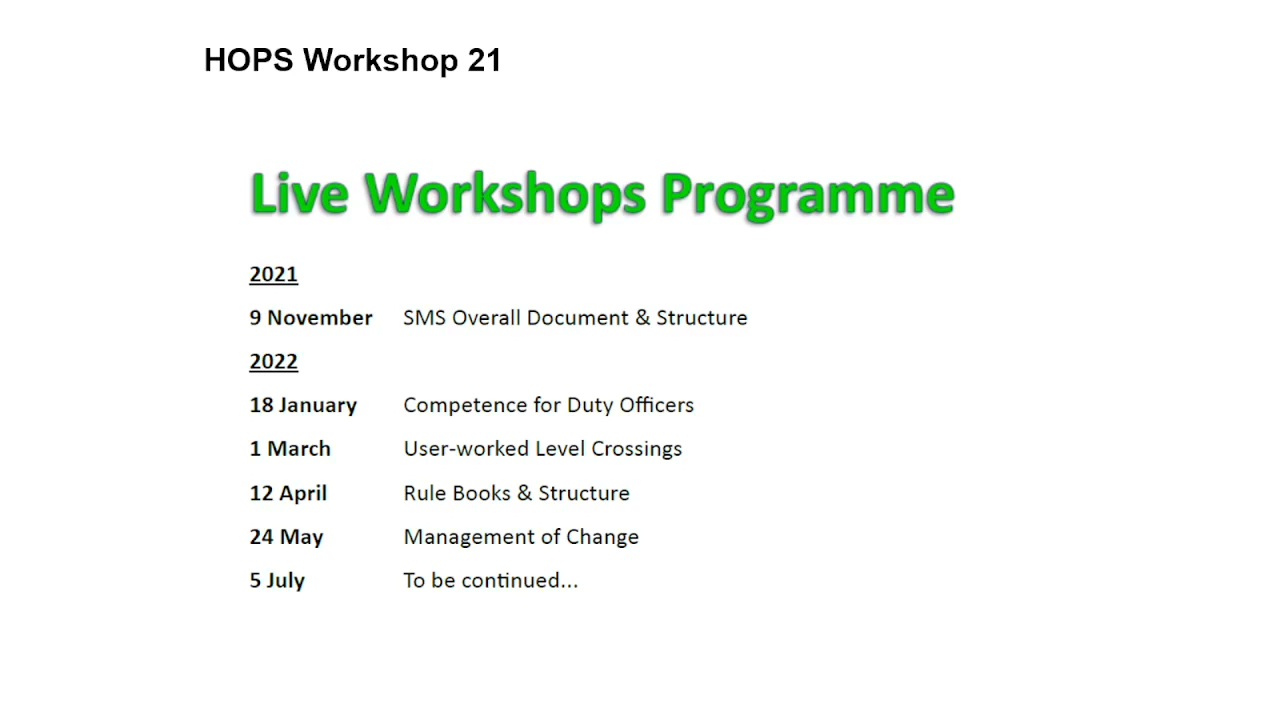 HOPS Workshop 21
Live Workshops Programme
2021
9 November SMS Overall Document & Structure
2022
18 January Competence for Duty Officers
1 March User-worked Level Crossings
12 April Rule Books & Structure
24 May Management of Change
5 July To be continued...